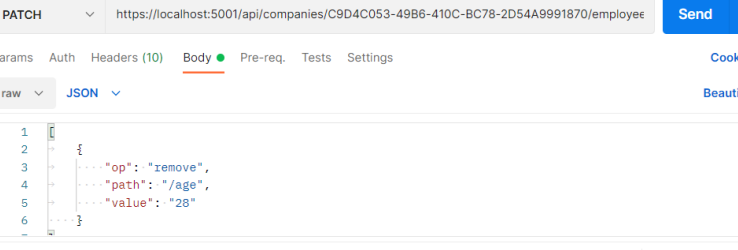 PATCH https://localhost:5001/api/companies/C9D4C053-49B6-410C-BC78-2D54A9991870/employee Send
arams Auth Headers (10) Body Pre-req. Tests Settings Cook
raw JSON Beauti
1 [
2 {
3 "op": "remove",
4 "path": "/age",
5 "value": "28"
6 }